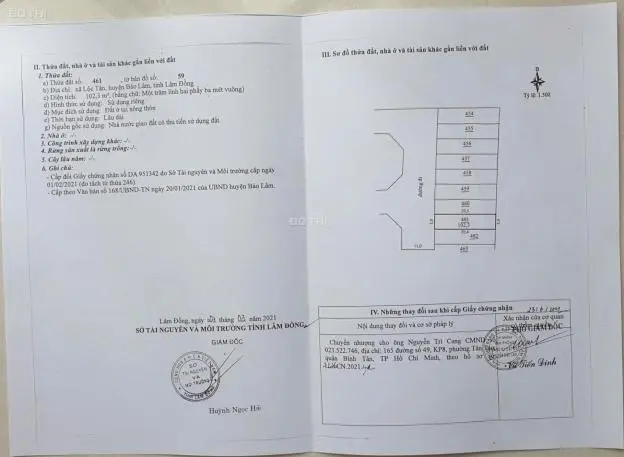 II. Thửa đất, nhà ở và tài sản khác gắn liền với đất
1. Thửa đất:
a) Thửa đất số: 461 , tờ bản đồ số: 59
b) Địa chỉ: xã Lộc Tân, huyện Bảo Lâm, tỉnh Lâm Đồng
c) Diện tích: 102,3 m², (bằng chữ: Một trăm linh hai phẩy ba mét vuông)
d) Hình thức sử dụng: Sử dụng riêng
đ) Mục đích sử dụng: Đất ở tại nông thôn
e) Thời hạn sử dụng: Lâu dài
g) Nguồn gốc sử dụng: Nhà nước giao đất có thu tiền sử dụng đất
2. Nhà ở: -/-
3. Công trình xây dựng khác: -/-
4. Rừng sản xuất là rừng trồng: -/-
5. Cây lâu năm: -/-
6. Ghi chú:
- Cấp đổi Giấy chứng nhận số DA 951342 do Sở Tài nguyên và Môi trường cấp ngày
01/02/2021 (do tách từ thửa 246)
- Cấp theo Văn bản số 168/UBND-TN ngày 20/01/2021 của UBND huyện Bảo Lâm.
Lâm Đồng, ngày tháng năm 2021
SỞ TÀI NGUYÊN VÀ MÔI TRƯỜNG TỈNH LÂM ĐỒNG
GIÁM ĐỐC
SỞ
TÀI NGUYÊN
VÀ
MÔI TRƯỜNG
Huỳnh Ngọc Hải
III. Sơ đồ thửa đất, nhà ở và tài sản khác gắn liền với đất
B
Tỷ lệ 1:500
454
455
456
457
458
459
460
461
102.3
462
463
đường đi
11,0
IV. Những thay đổi sau khi cấp Giấy chứng nhận
Nội dung thay đổi và cơ sở pháp lý
Xác nhận của cơ quan
GIÁM ĐỐC
Chuyển nhượng cho ông Nguyễn Trí Cang CMND
023.522.746, địa chỉ: 165 đường số 49, KP8, phường Tân
quận Bình Tân, TP Hồ Chí Minh, theo hồ sơ
CN.2021
Tiến Định